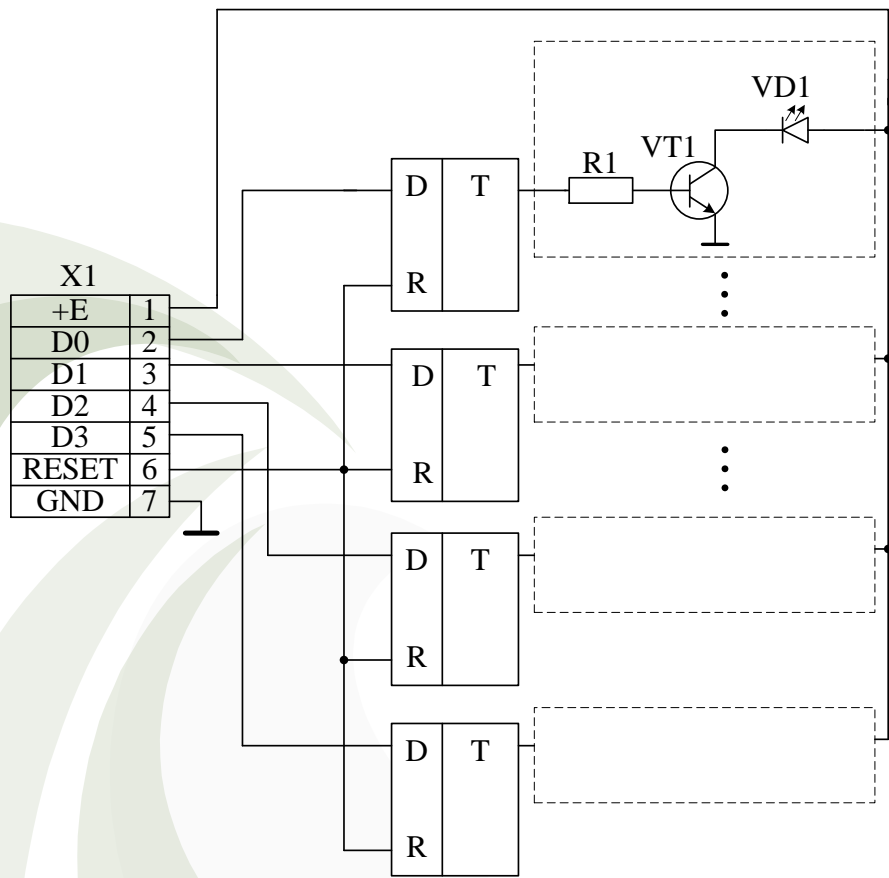 VD1
VT1
R1
D T
R
X1
+E 1
D0 2
D1 3
D2 4
D3 5
RESET 6
GND 7
D T
R
D T
R
D T
R